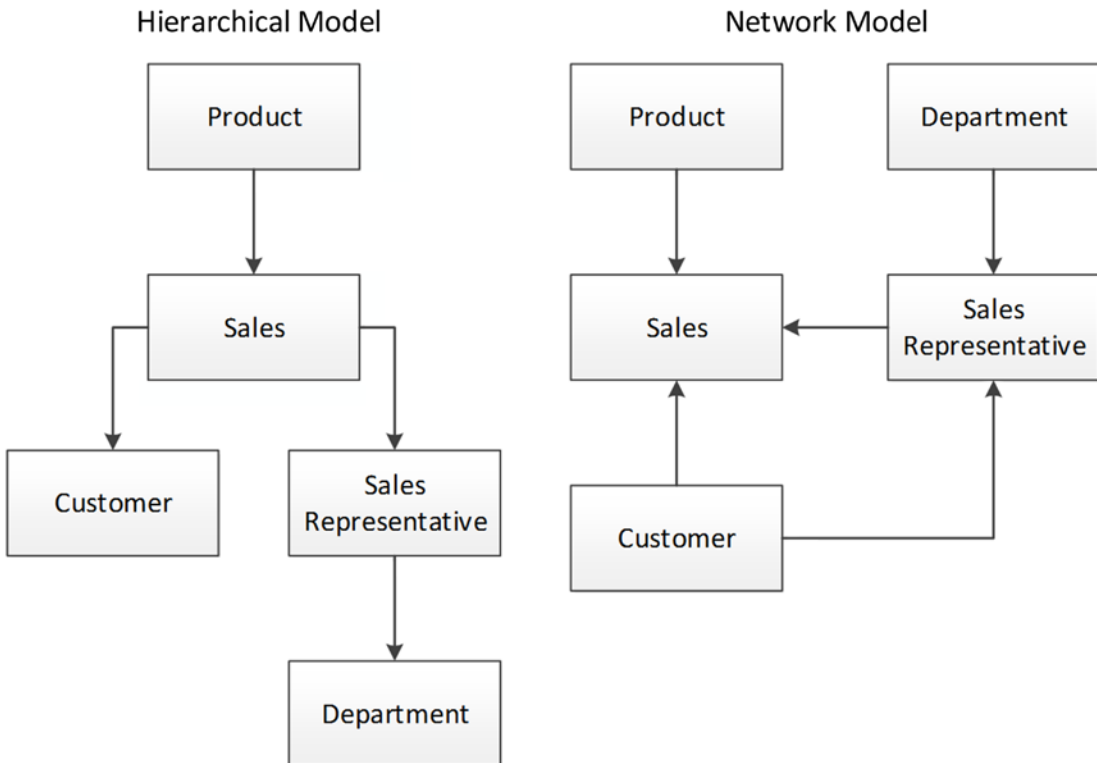 Hierarchical Model
Product
Sales
Customer
Sales
Representative
Department
Network Model
Product
Department
Sales
Sales
Representative
Customer